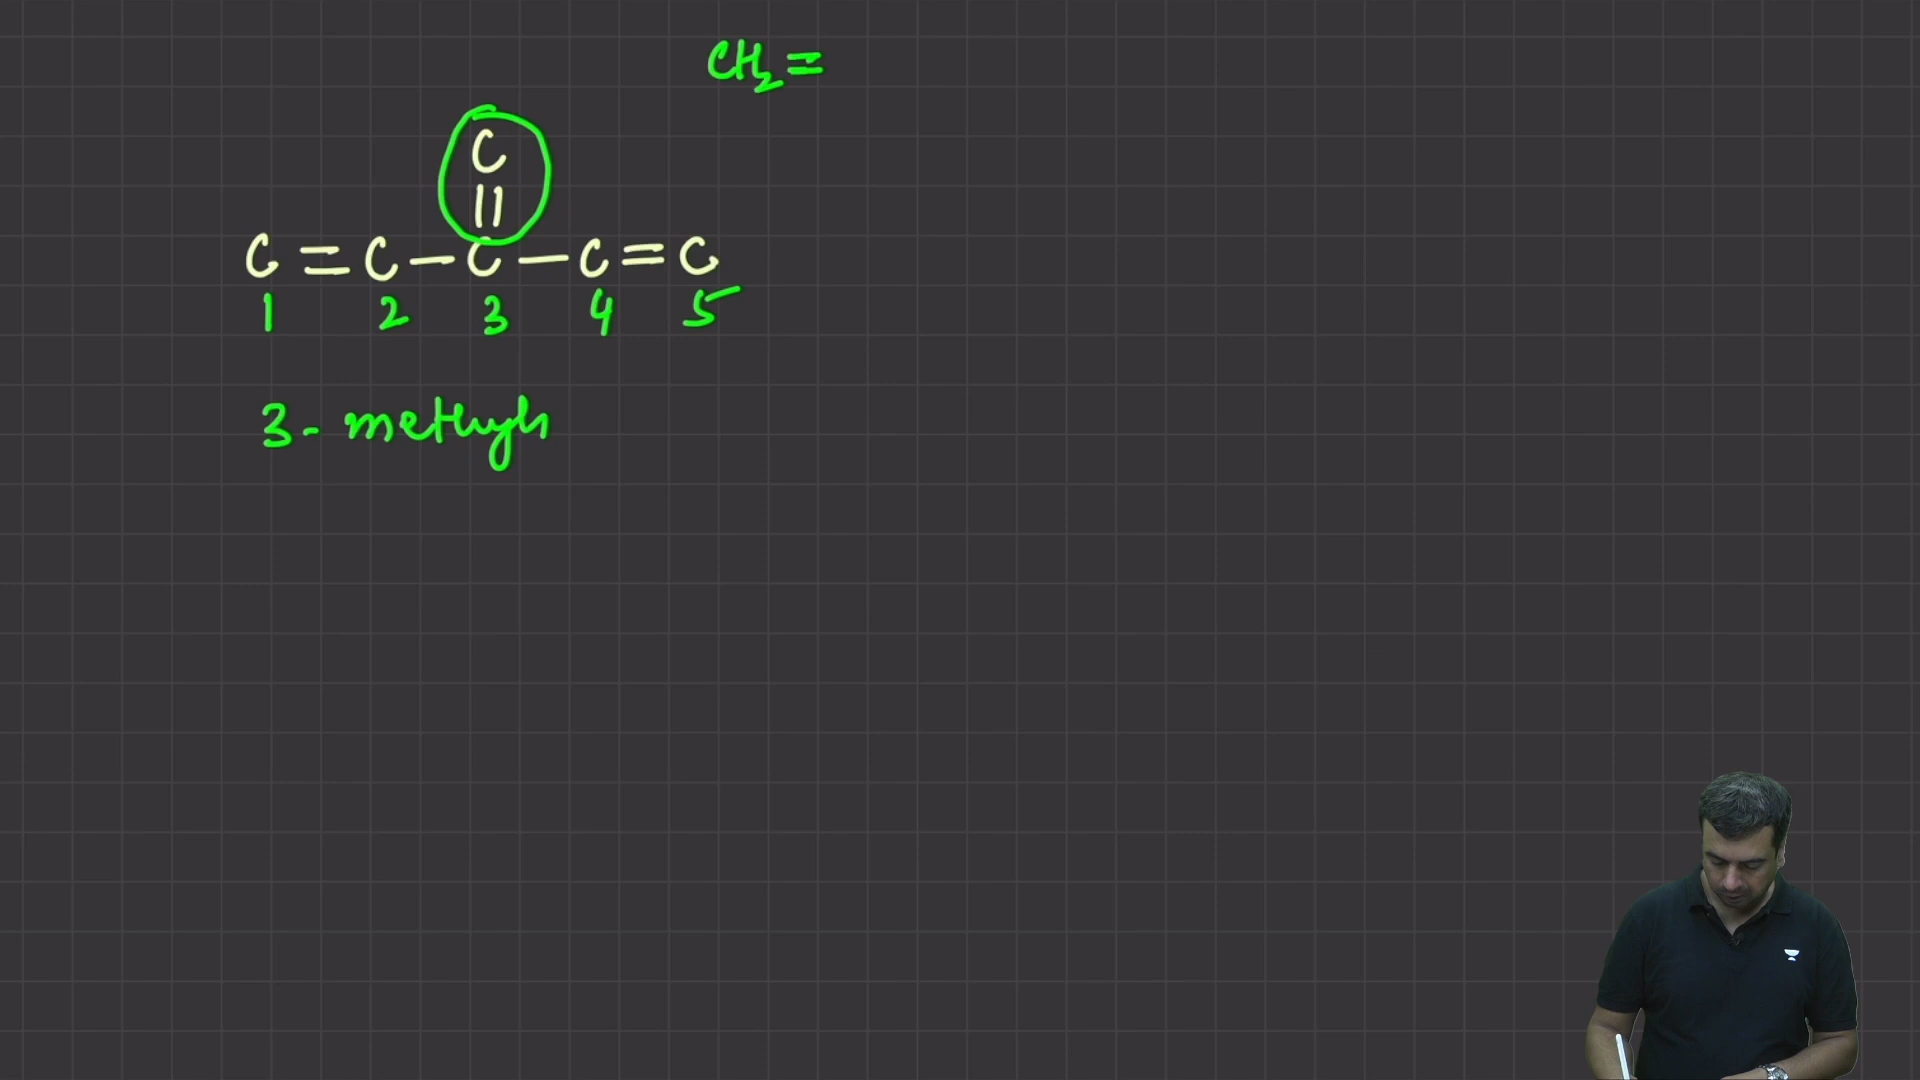 CH₂=
C
||
C=C-C-C=C
1 2 3 4 5
3-methyl